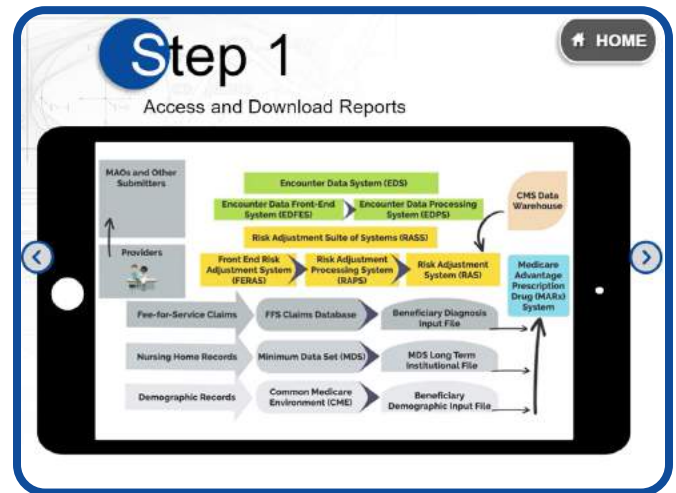 Step 1
HOME
Access and Download Reports
MAOs and Other
Submitters
Providers
Encounter Data System (EDS)
Encounter Data Front-End
System (EDFES)
Encounter Data Processing
System (EDPS)
Risk Adjustment Suite of Systems (RASS)
Front End Risk
Adjustment System
(FERAS)
Risk Adjustment
Processing System
(RAPS)
Risk Adjustment
System (RAS)
CMS Data
Warehouse
Medicare
Advantage
Prescription
Drug (MARx)
System
Fee-for-Service Claims
FFS Claims Database
Beneficiary Diagnosis
Input File
Nursing Home Records
Minimum Data Set (MDS)
MDS Long Term
Institutional File
Demographic Records
Common Medicare
Environment (CME)
Beneficiary
Demographic Input File